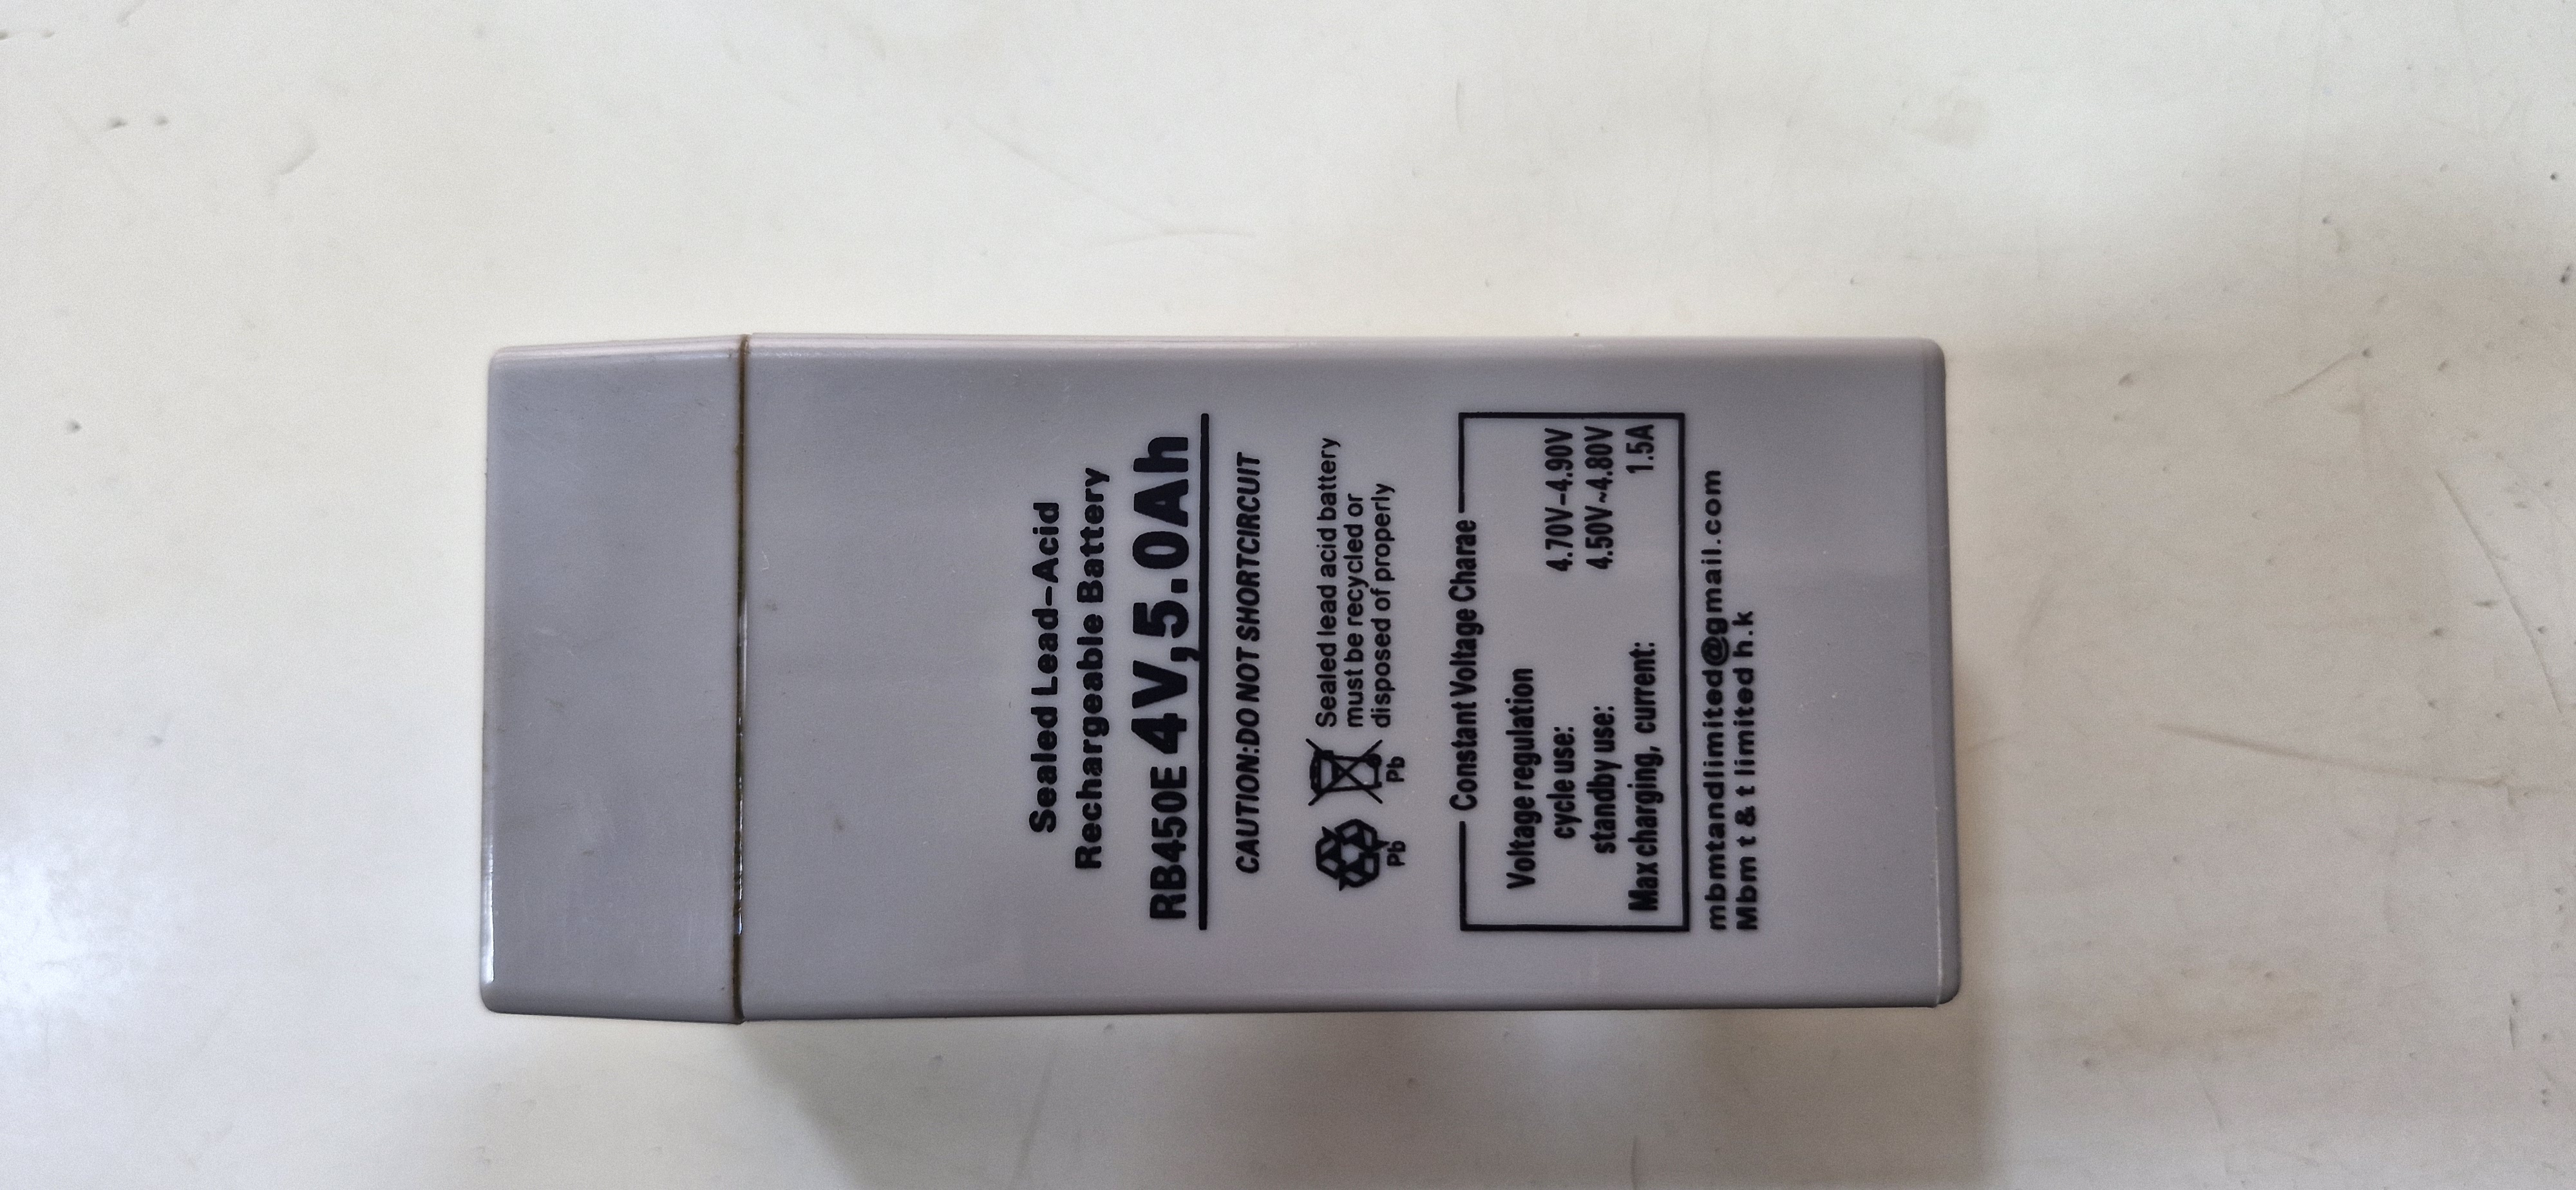 Sealed Lead-Acid
Rechargeable Battery
RB450E 4V,5.0Ah
CAUTION:DO NOT SHORTCIRCUIT
Pb Pb
Sealed lead acid battery
must be recycled or
disposed of properly
Constant Voltage Charae
Voltage regulation
cycle use: 4.70V-4.90V
standby use: 4.50V~4.80V
Max charging, current: 1.5A
mbmtandlimited@gmail.com
Mbm t & t limited h.k